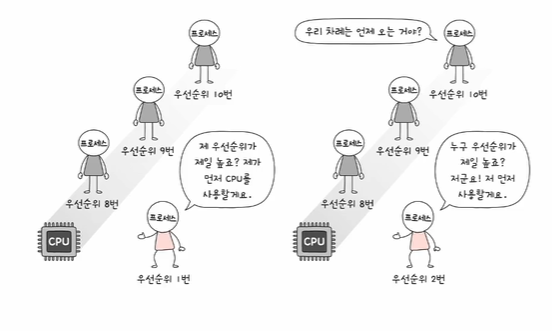 프로세스
우선순위 10번
프로세스
우선순위 9번
프로세스
우선순위 8번
제 우선순위가
제일 높죠? 제가
먼저 CPU를
사용할게요.
프로세스
CPU
우선순위 1번
우리 차례는 언제 오는 거야?
프로세스
우선순위 10번
프로세스
우선순위 9번
프로세스
우선순위 8번
누구 우선순위가
제일 높죠?
저군요! 저 먼저
사용할게요.
프로세스
CPU
우선순위 2번